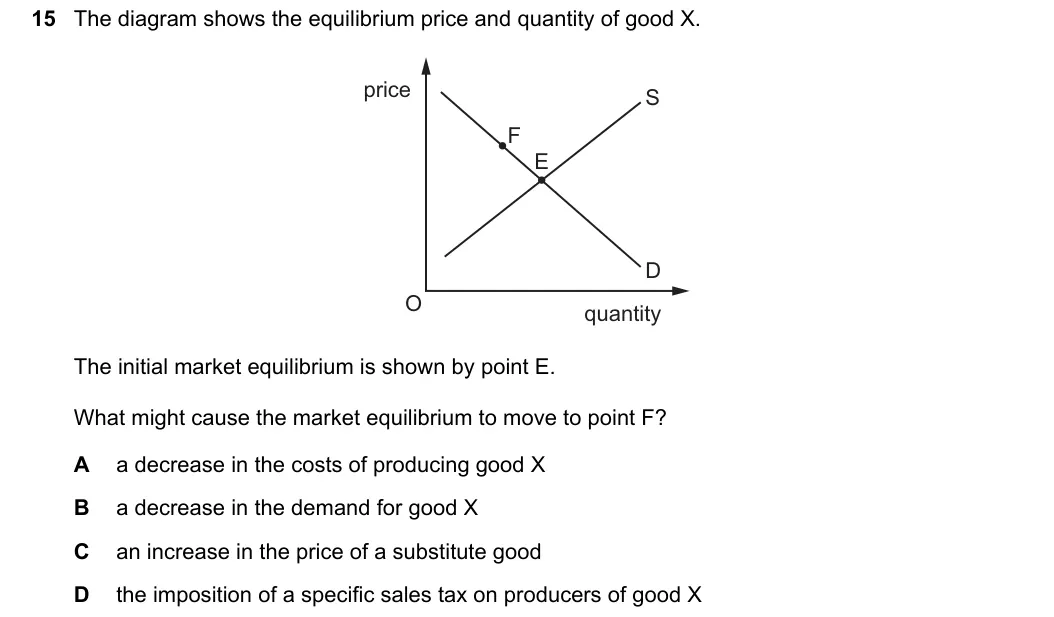 15 The diagram shows the equilibrium price and quantity of good X.
price
S
F
E
D
O
quantity
The initial market equilibrium is shown by point E.
What might cause the market equilibrium to move to point F?
A a decrease in the costs of producing good X
B a decrease in the demand for good X
C an increase in the price of a substitute good
D the imposition of a specific sales tax on producers of good X